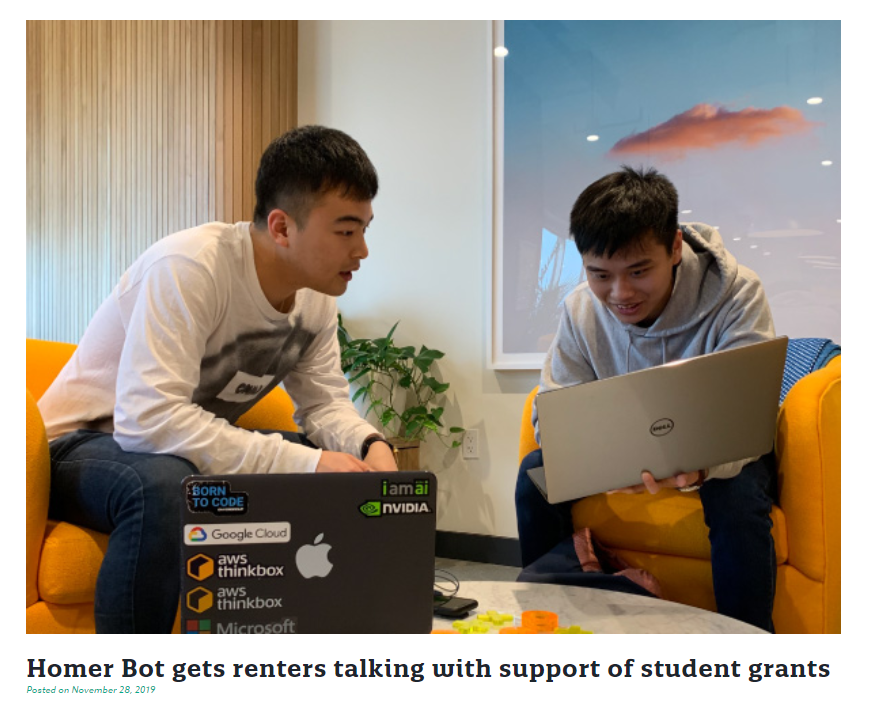 BORN
TO CODE
i am ai
NVIDIA
Google Cloud
aws
thinkbox
aws
thinkbox
Microsoft
DELL
Homer Bot gets renters talking with support of student grants
Posted on November 28, 2019